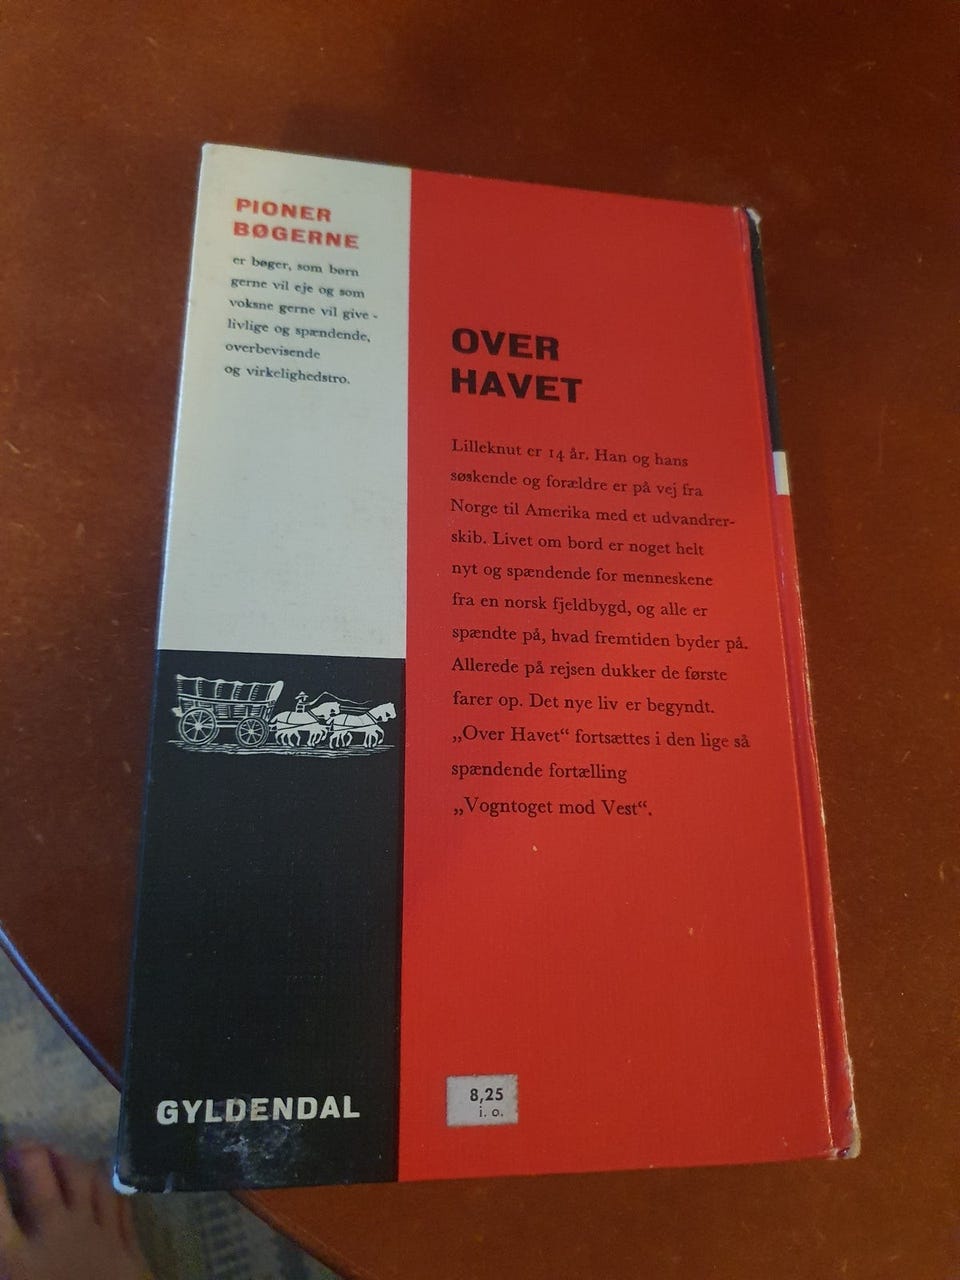 PIONER
BØGERNE
er bøger, som børn
gerne vil eje og som
voksne gerne vil give -
livlige og spændende,
overbevisende
og virkelighedstro.
OVER
HAVET
Lilleknut er 14 år. Han og hans
søskende og forældre er på vej fra
Norge til Amerika med et udvandrer-
skib. Livet om bord er noget helt
nyt og spændende for menneskene
fra en norsk fjeldbygd, og alle er
spændte på, hvad fremtiden byder på.
Allerede på rejsen dukker de første
farer op. Det nye liv er begyndt.
„Over Havet“ fortsættes i den lige så
spændende fortælling
„Vogntoget mod Vest“.
GYLDENDAL
8,25
i. o.